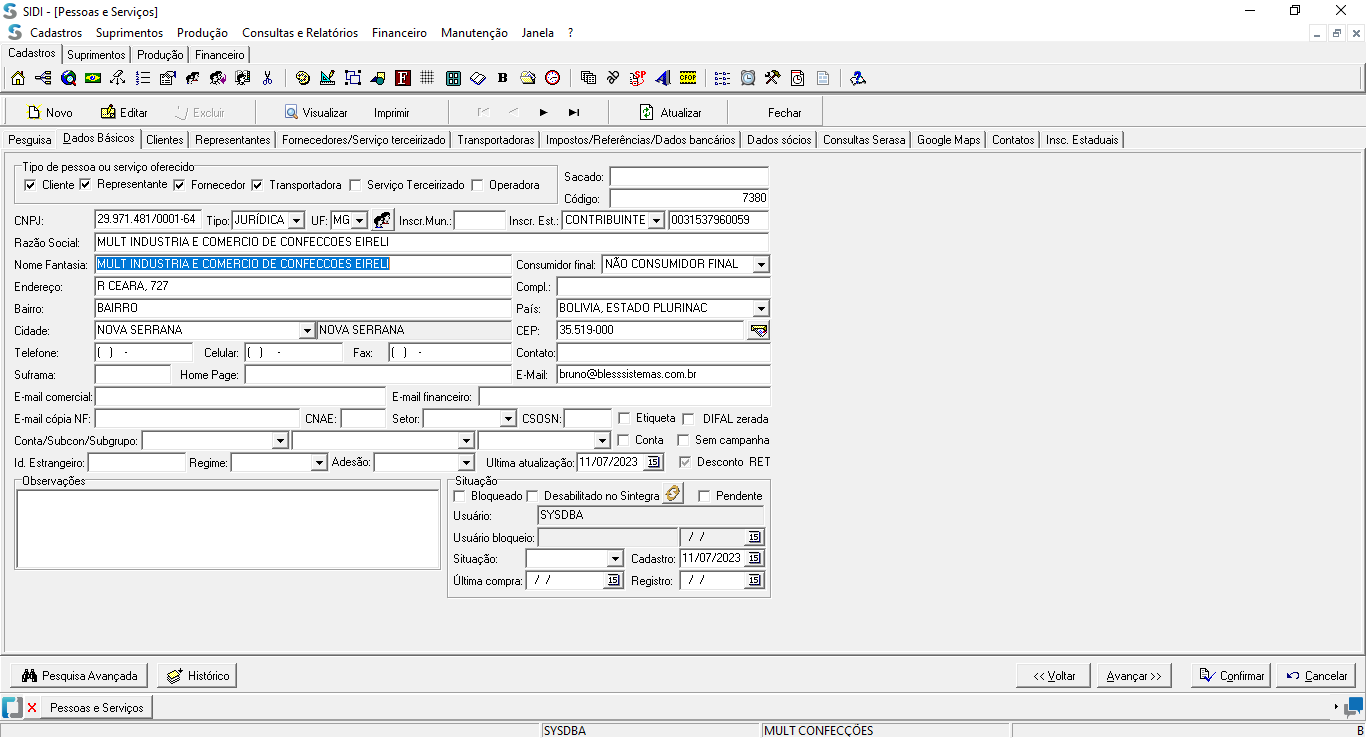 SIDI - [Pessoas e Serviços]
Cadastros Suprimentos Produção Consultas e Relatórios Financeiro Manutenção Janela ?
Cadastros Suprimentos Produção Financeiro
B SP CFOP
Novo Editar Excluir Visualizar Imprimir Atualizar Fechar
Pesquisa Dados Básicos Clientes Representantes Fornecedores/Serviço terceirizado Transportadoras Impostos/Referências/Dados bancários Dados sócios Consultas Serasa Google Maps Contatos Insc. Estaduais
Tipo de pessoa ou serviço oferecido
Cliente Representante Fornecedor Transportadora Serviço Terceirizado Operadora
Sacado:
Código: 7380
CNPJ: 29.971.481/0001-64 Tipo: JURÍDICA UF: MG Inscr.Mun.: Inscr. Est.: CONTRIBUINTE 0031537960059
Razão Social: MULT INDUSTRIA E COMERCIO DE CONFECCOES EIRELI
Nome Fantasia: MULT INDUSTRIA E COMERCIO DE CONFECCOES EIRELI Consumidor final: NÃO CONSUMIDOR FINAL
Endereço: R CEARA, 727 Compl.:
Bairro: BAIRRO País: BOLIVIA, ESTADO PLURINAC
Cidade: NOVA SERRANA NOVA SERRANA CEP: 35.519-000
Telefone: ( ) - Celular: ( ) - Fax: ( ) - Contato:
Suframa: Home Page: E-Mail: bruno@blesssistemas.com.br
E-mail comercial: E-mail financeiro:
E-mail cópia NF: CNAE: Setor: CSOSN: Etiqueta DIFAL zerada
Conta/Subcon/Subgrupo: Conta Sem campanha
Id. Estrangeiro: Regime: Adesão: Ultima atualização: 11/07/2023 15 Desconto RET
Observações
Situação
Bloqueado Desabilitado no Sintegra Pendente
Usuário: SYSDBA
Usuário bloqueio: / / 15
Situação: Cadastro: 11/07/2023 15
Última compra: / / 15 Registro: / / 15
Pesquisa Avançada Histórico << Voltar Avançar >> Confirmar Cancelar
Pessoas e Serviços
SYSDBA MULT CONFECÇÕES B